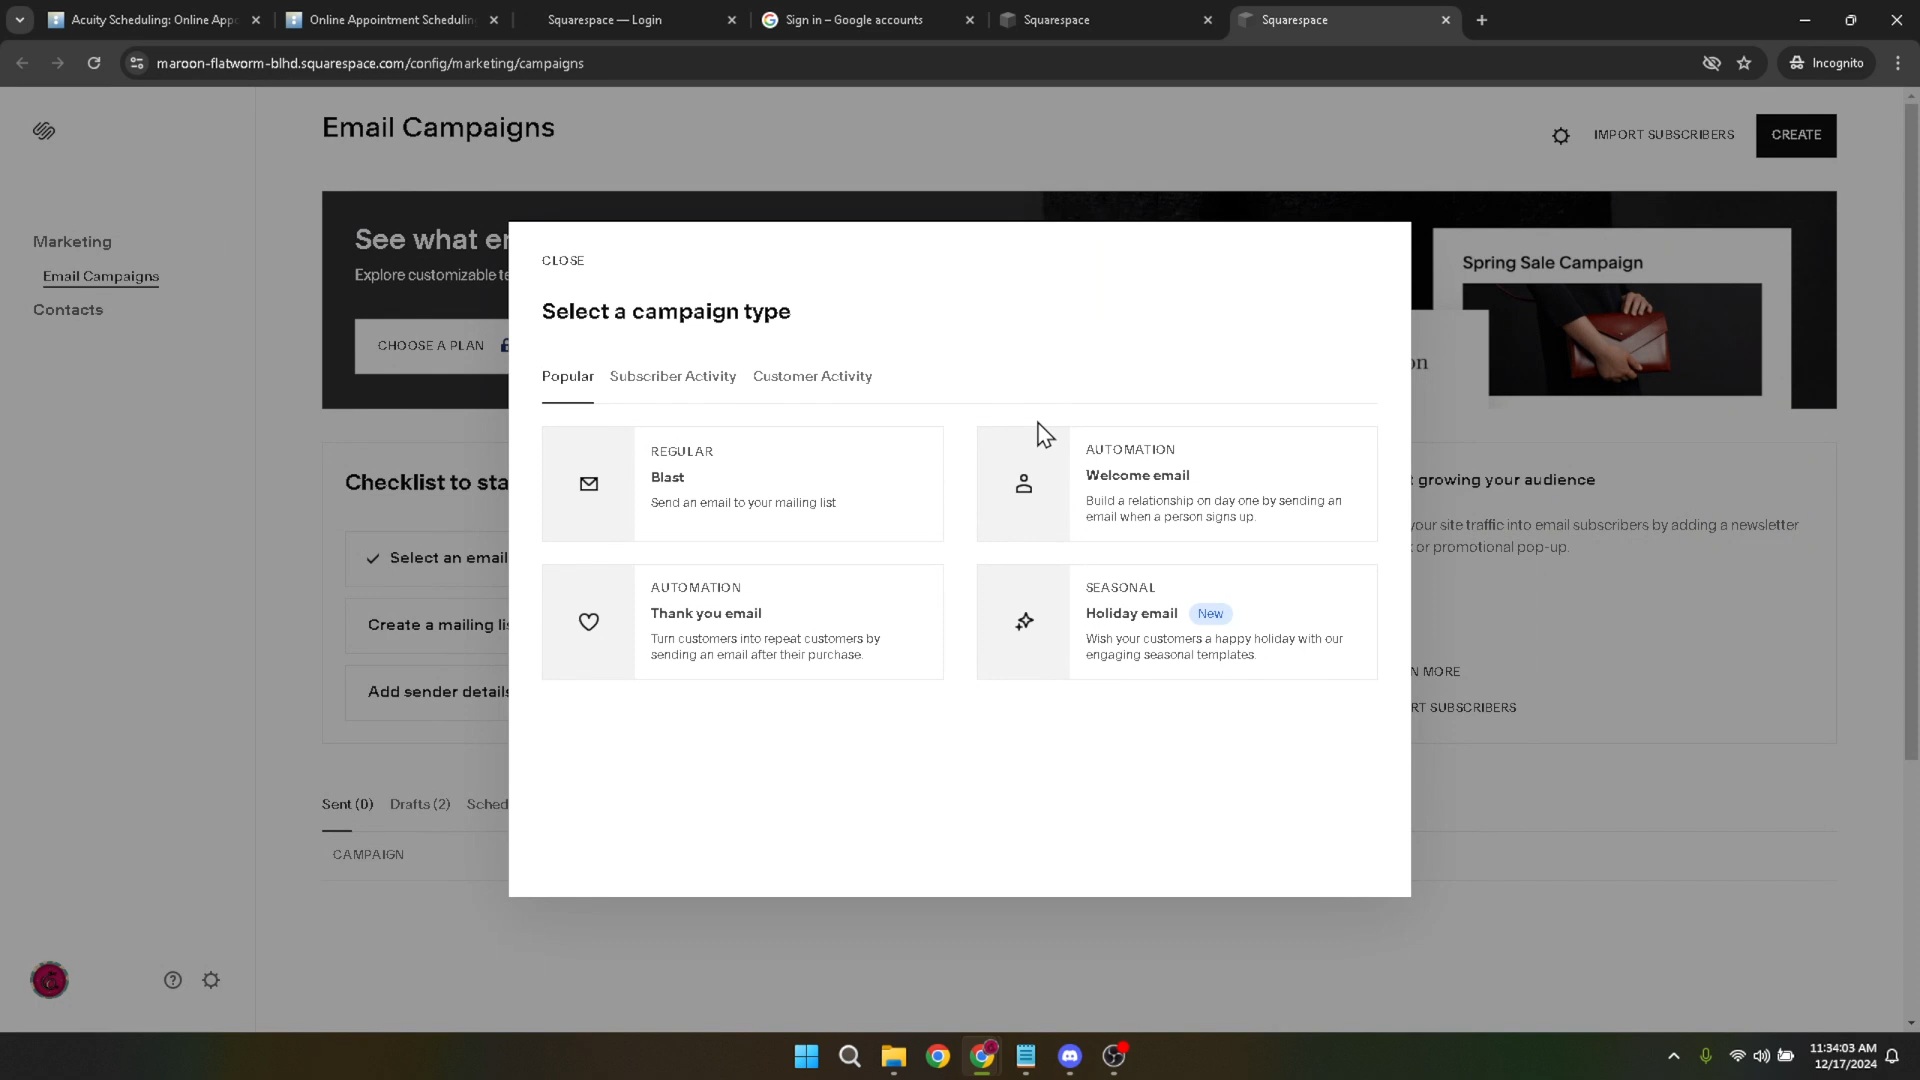 Acuity Scheduling: Online Appo
Online Appointment Scheduling
Squarespace — Login
Sign in – Google accounts
Squarespace
Squarespace
maroon-flatworm-blhd.squarespace.com/config/marketing/campaigns
Incognito
Email Campaigns
IMPORT SUBSCRIBERS
CREATE
Marketing
Email Campaigns
Contacts
See what e
Explore customizable te
CHOOSE A PLAN
Spring Sale Campaign
on
CLOSE
Select a campaign type
Popular
Subscriber Activity
Customer Activity
REGULAR
Blast
Send an email to your mailing list
AUTOMATION
Welcome email
Build a relationship on day one by sending an
email when a person signs up.
AUTOMATION
Thank you email
Turn customers into repeat customers by
sending an email after their purchase.
SEASONAL
Holiday email New
Wish your customers a happy holiday with our
engaging seasonal templates.
Checklist to sta
Select an email
Create a mailing lis
Add sender details
t growing your audience
your site traffic into email subscribers by adding a newsletter
or promotional pop-up.
N MORE
RT SUBSCRIBERS
Sent (0)
Drafts (2)
Sched
CAMPAIGN
11:34:03 AM
12/17/2024